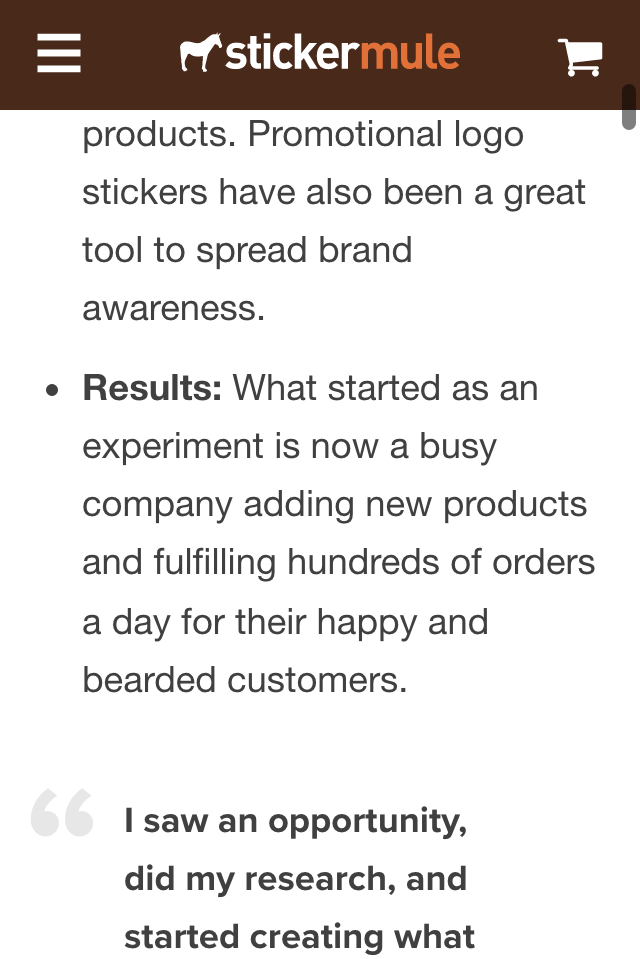 stickermule
products. Promotional logo
stickers have also been a great
tool to spread brand
awareness.
• Results: What started as an
experiment is now a busy
company adding new products
and fulfilling hundreds of orders
a day for their happy and
bearded customers.
“ I saw an opportunity,
did my research, and
started creating what